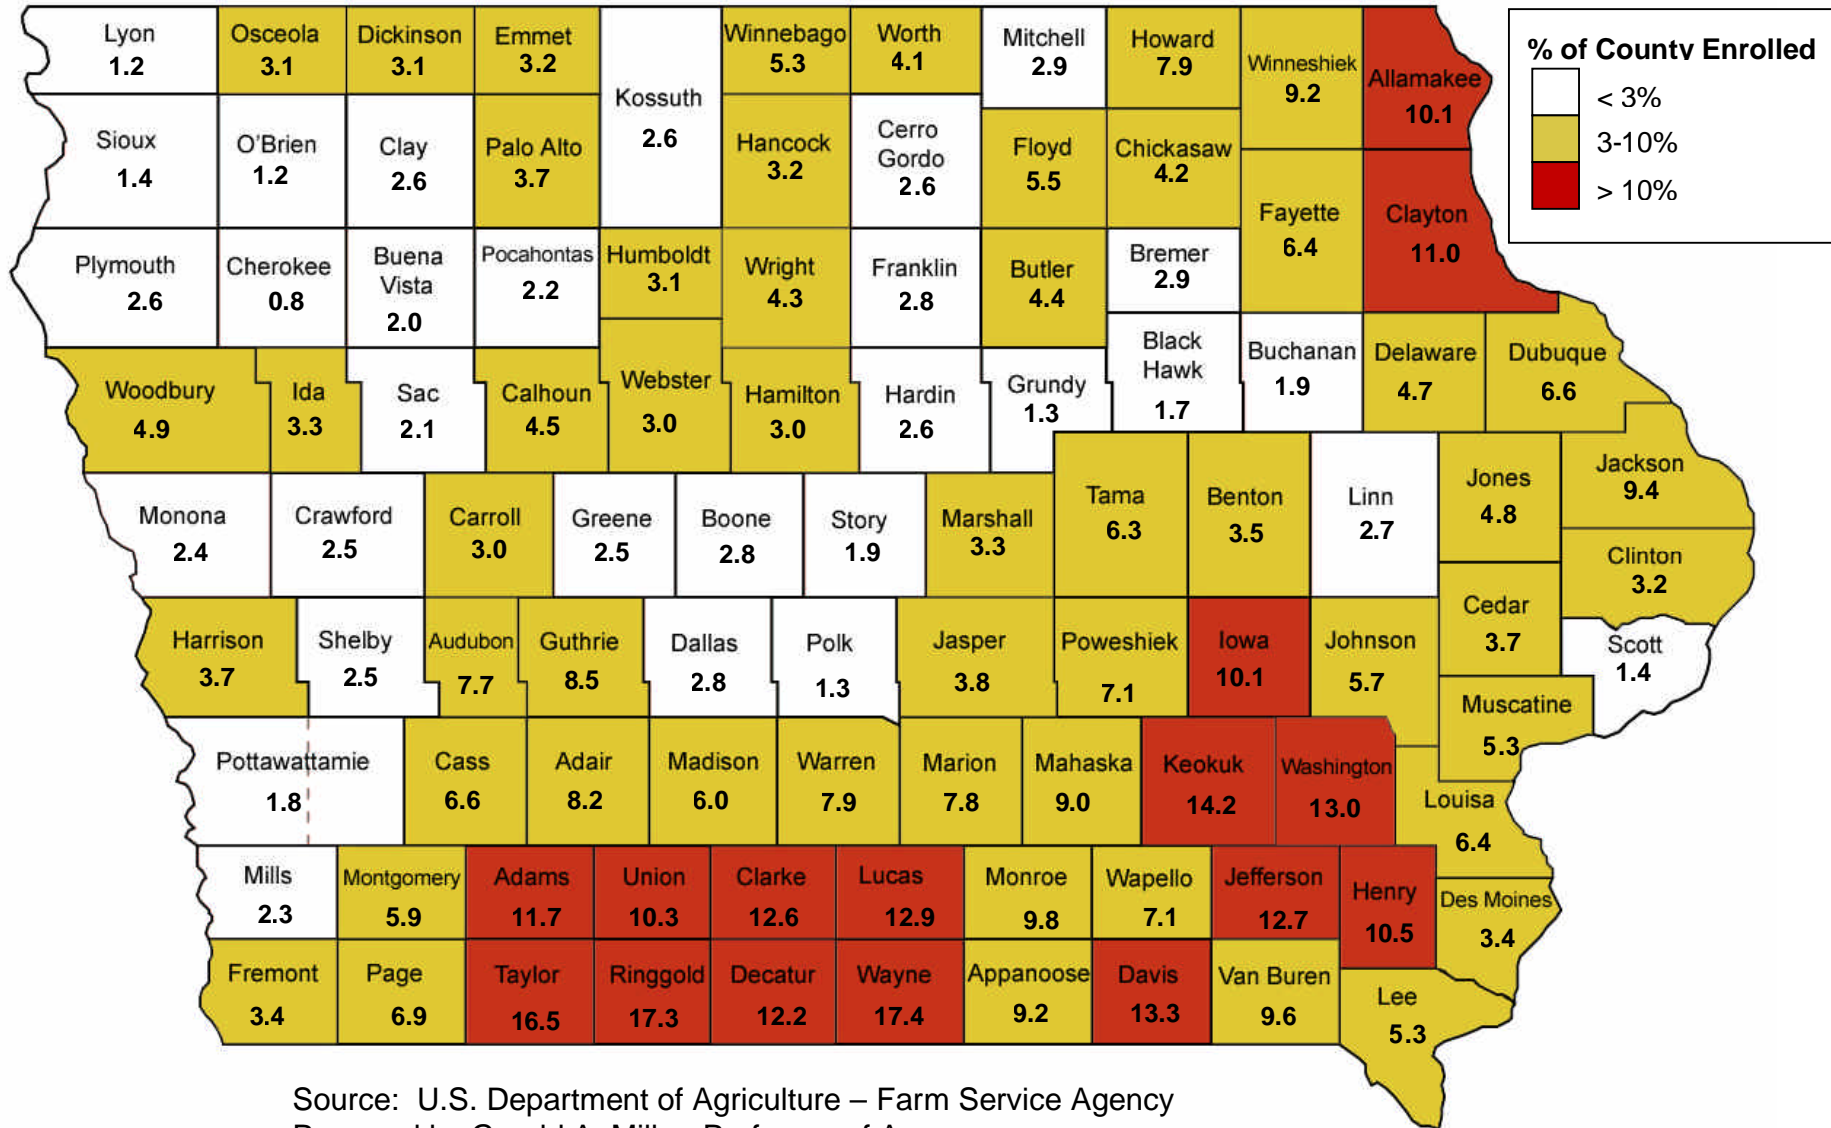 Lyon
1.2
Osceola
3.1
Dickinson
3.1
Emmet
3.2
Kossuth
2.6
Winnebago
5.3
Worth
4.1
Mitchell
2.9
Howard
7.9
Winneshiek
9.2
Allamakee
10.1
% of County Enrolled
< 3%
3-10%
> 10%
Sioux
1.4
O'Brien
1.2
Clay
2.6
Palo Alto
3.7
Hancock
3.2
Cerro
Gordo
2.6
Floyd
5.5
Chickasaw
4.2
Fayette
6.4
Clayton
11.0
Plymouth
2.6
Cherokee
0.8
Buena
Vista
2.0
Pocahontas
2.2
Humboldt
3.1
Wright
4.3
Franklin
2.8
Butler
4.4
Bremer
2.9
Black
Hawk
1.7
Buchanan
1.9
Delaware
4.7
Dubuque
6.6
Woodbury
4.9
Ida
3.3
Sac
2.1
Calhoun
4.5
Webster
3.0
Hamilton
3.0
Hardin
2.6
Grundy
1.3
Tama
6.3
Benton
3.5
Linn
2.7
Jones
4.8
Jackson
9.4
Monona
2.4
Crawford
2.5
Carroll
3.0
Greene
2.5
Boone
2.8
Story
1.9
Marshall
3.3
Clinton
3.2
Cedar
3.7
Scott
1.4
Harrison
3.7
Shelby
2.5
Audubon
7.7
Guthrie
8.5
Dallas
2.8
Polk
1.3
Jasper
3.8
Poweshiek
7.1
Iowa
10.1
Johnson
5.7
Muscatine
5.3
Pottawattamie
1.8
Cass
6.6
Adair
8.2
Madison
6.0
Warren
7.9
Marion
7.8
Mahaska
9.0
Keokuk
14.2
Washington
13.0
Louisa
6.4
Mills
2.3
Montgomery
5.9
Adams
11.7
Union
10.3
Clarke
12.6
Lucas
12.9
Monroe
9.8
Wapello
7.1
Jefferson
12.7
Henry
10.5
Des Moines
3.4
Fremont
3.4
Page
6.9
Taylor
16.5
Ringgold
17.3
Decatur
12.2
Wayne
17.4
Appanoose
9.2
Davis
13.3
Van Buren
9.6
Lee
5.3
Source: U.S. Department of Agriculture – Farm Service Agency